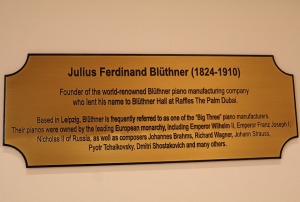 Julius Ferdinand Blüthner (1824-1910)
Founder of the world-renowned Blüthner piano manufacturing company
who lent his name to Blüthner Hall at Raffles The Palm Dubai.
Based in Leipzig, Blüthner is frequently referred to as one of the "Big Three" piano manufacturers.
Their pianos were owned by the leading European monarchy, including Emperor Wilhelm II, Emperor Franz Joseph I,
Nicholas II of Russia, as well as composers Johannes Brahms, Richard Wagner, Johann Strauss,
Pyotr Tchaikovsky, Dmitri Shostakovich and many others.